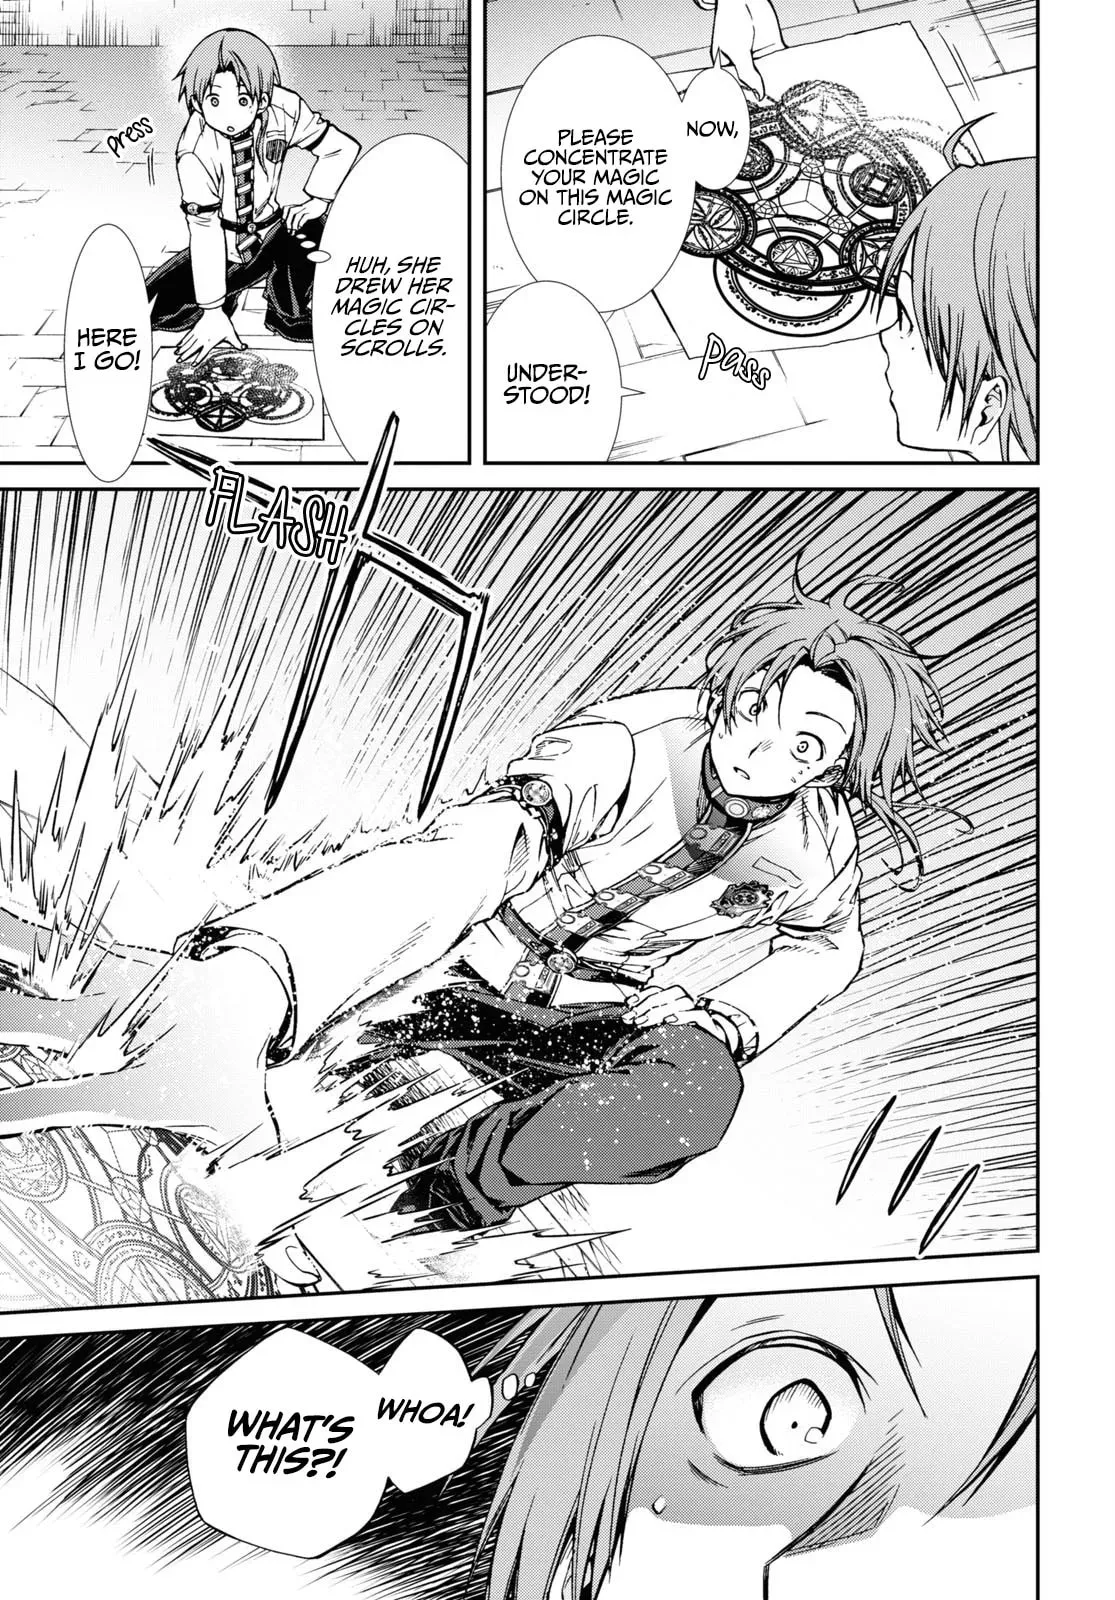 NOW,
PLEASE
CONCENTRATE
YOUR MAGIC
ON THIS MAGIC
CIRCLE.
pass
UNDER-
STOOD!
HUH, SHE
DREW HER
MAGIC CIR-
CLES ON
SCROLLS.
press
HERE
I GO!
FLASH
WHOA!
WHAT'S
THIS?!